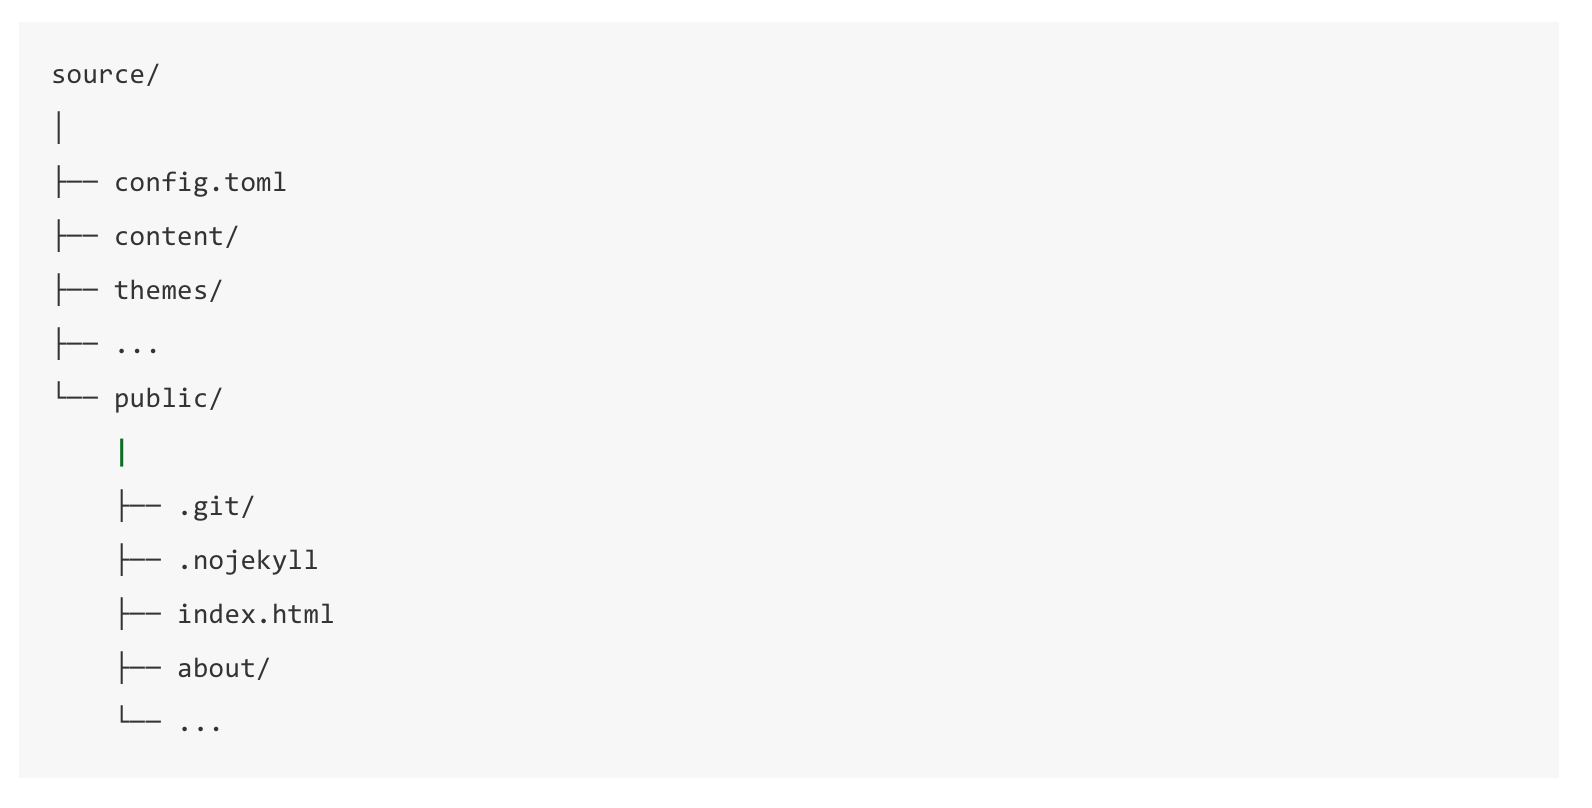 source/
│
├── config.toml
├── content/
├── themes/
├── ...
└── public/
    |
    ├── .git/
    ├── .nojekyll
    ├── index.html
    ├── about/
    └── ...